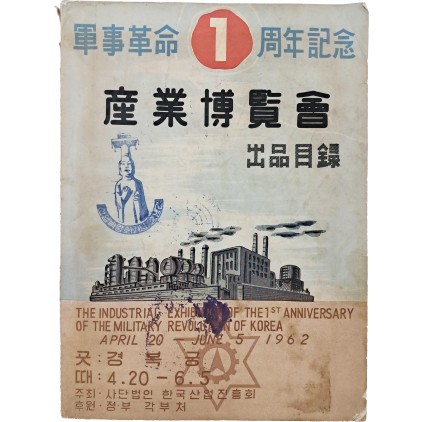 軍事革命 1 周年記念
産業博覧會
出品目録
THE INDUSTRIAL EXHIBITION OF THE 1ST ANNIVERSARY
OF THE MILITARY REVOLUTION OF KOREA
APRIL 20 JUNE 5 1962
곳: 경복궁
때: 4.20-6.5
주최: 사단법인 한국산업진흥회
후원·정·부 각부처